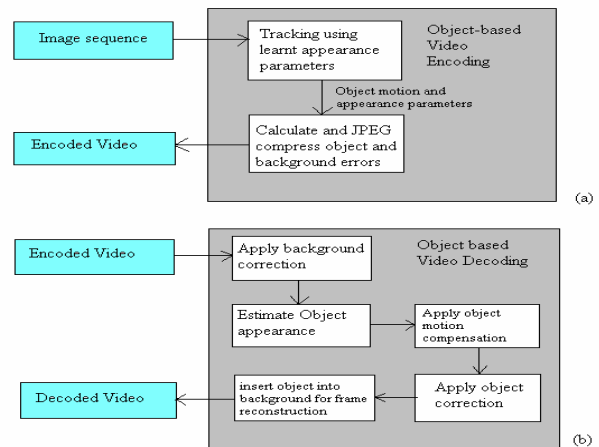 Image sequence
Tracking using
learnt appearance
parameters
Object-based
Video
Encoding
Object motion and
appearance parameters
Encoded Video
Calculate and JPEG
compress object and
background errors
(a)
Encoded Video
Apply background
correction
Object based
Video Decoding
Estimate Object
appearance
Apply object
motion
compensation
Decoded Video
insert object into
background for frame
reconstruction
Apply object
correction
(b)